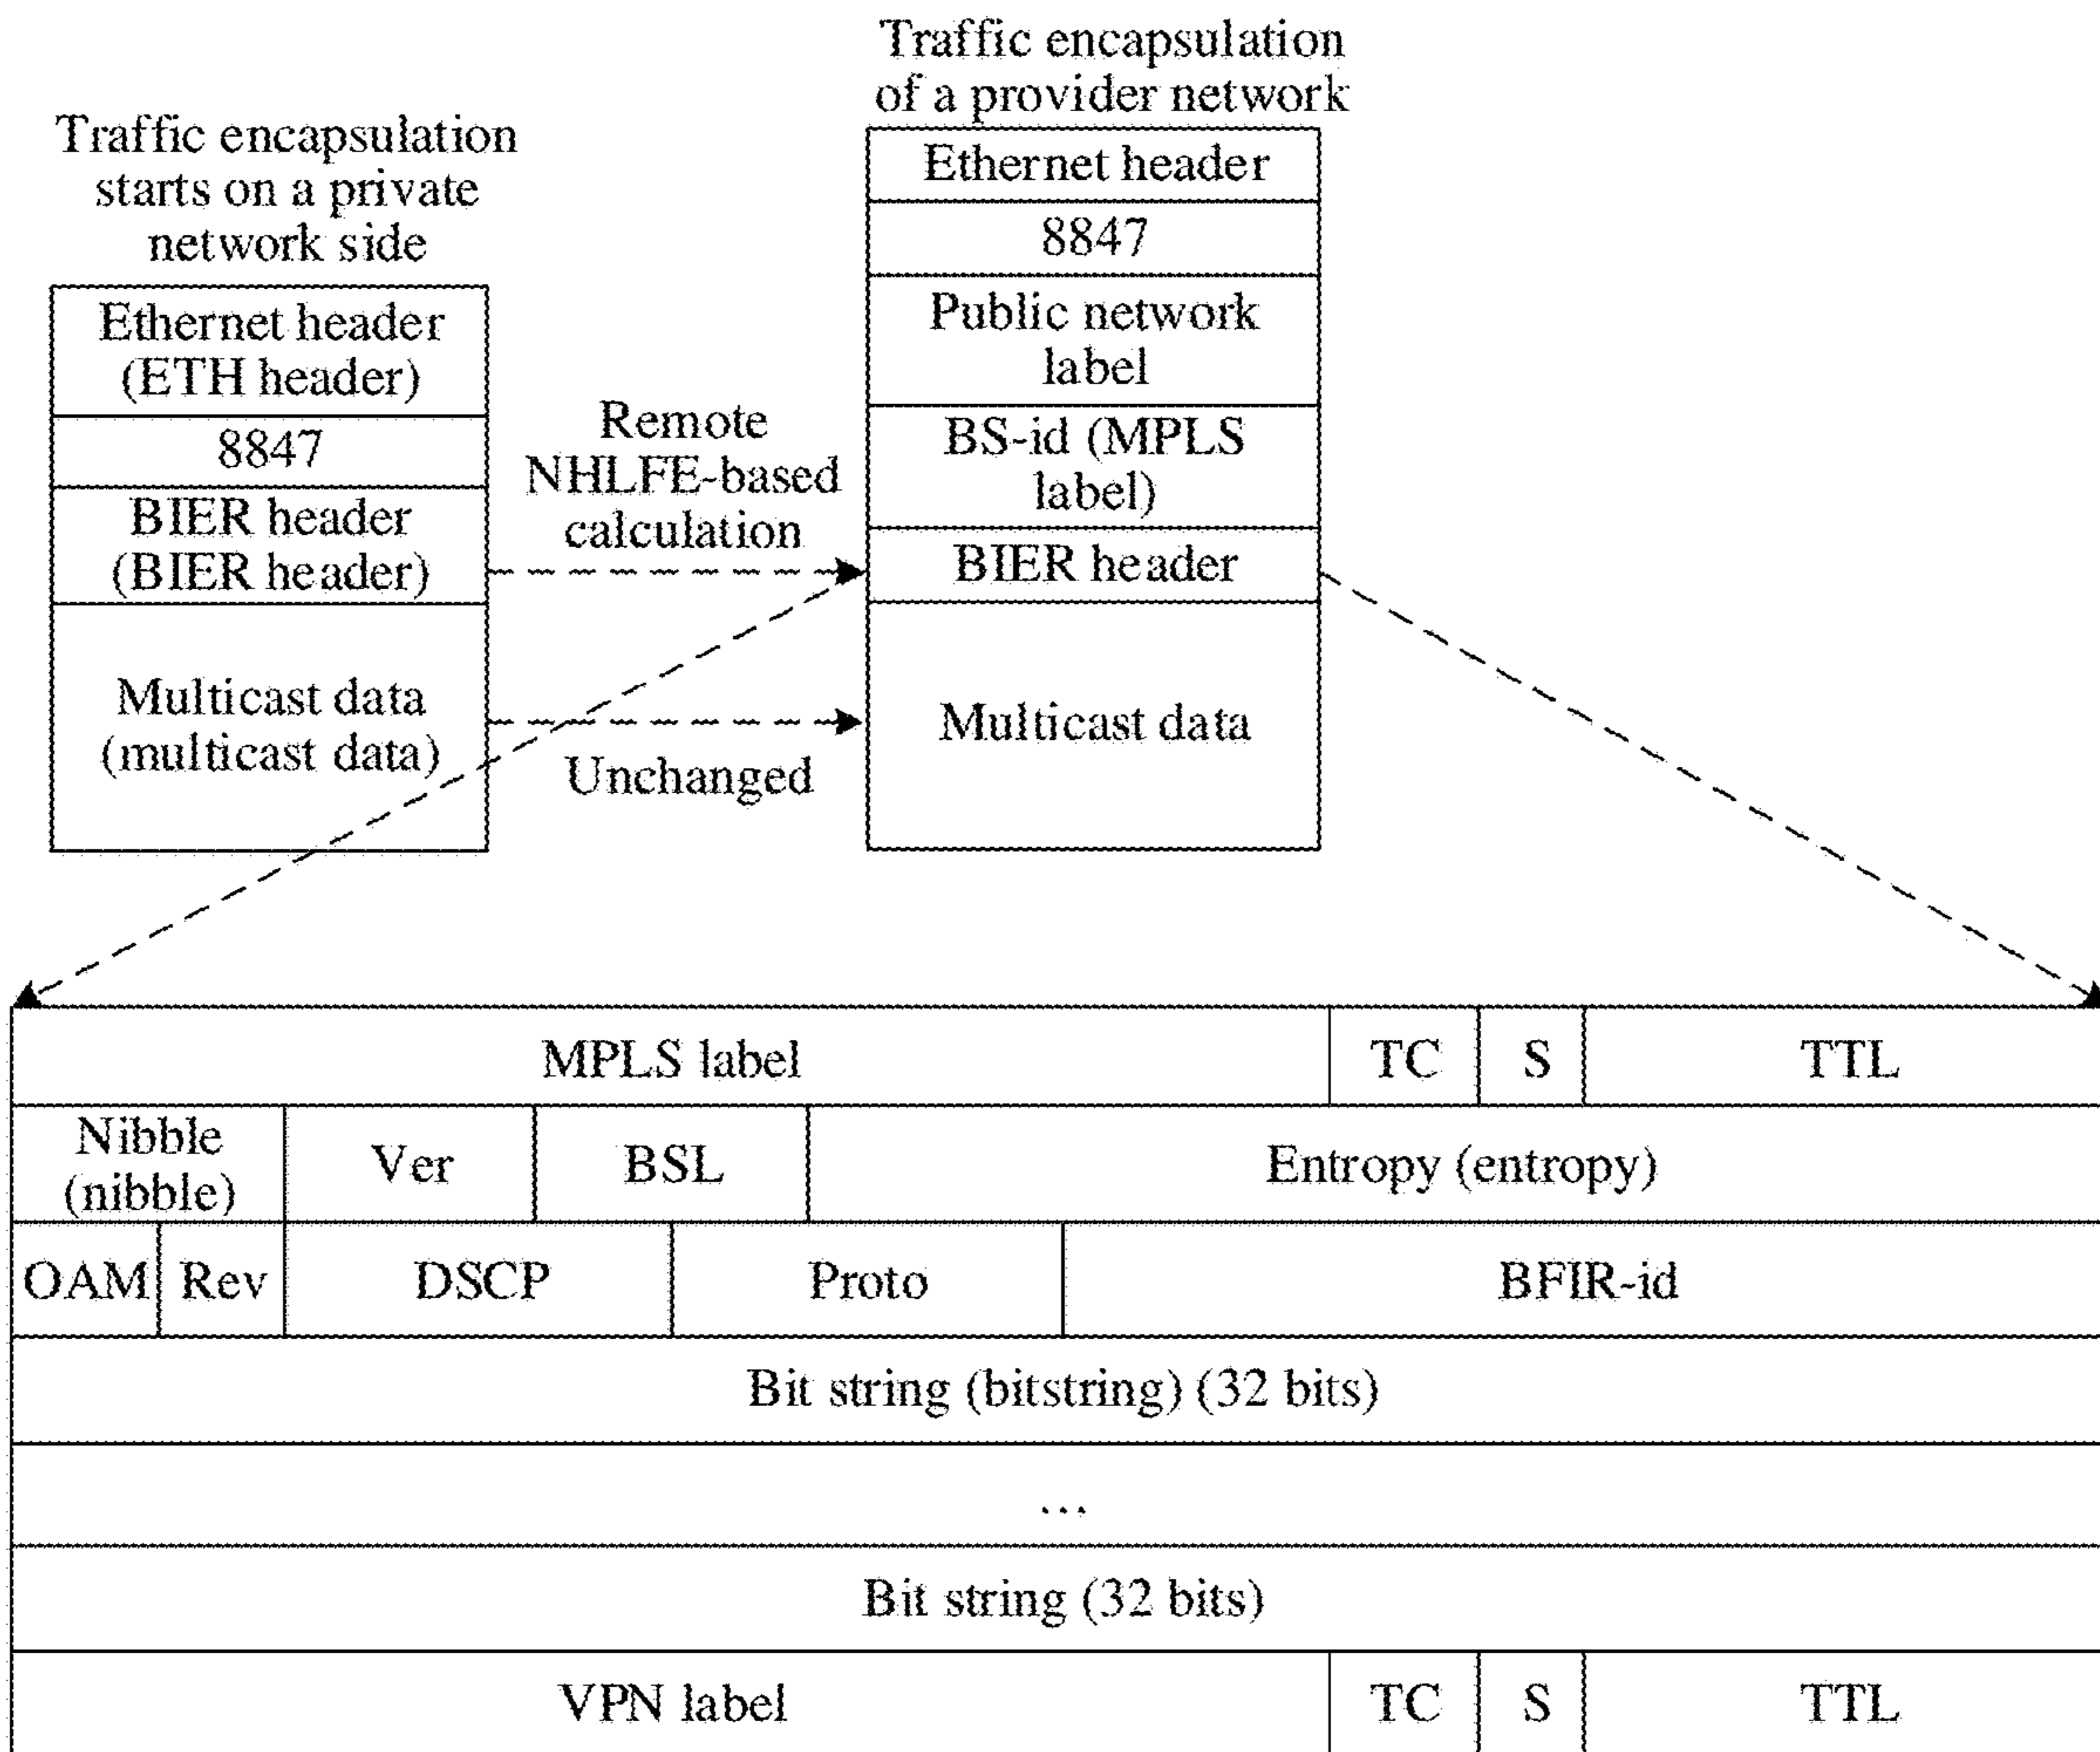 Traffic encapsulation
starts on a private
network side
Ethernet header
(ETH header)
8847
BIER header
(BIER header)
Multicast data
(multicast data)
Remote
NHLFE-based
calculation
Unchanged
Traffic encapsulation
of a provider network
Ethernet header
8847
Public network
label
BS-id (MPLS
label)
BIER header
Multicast data
MPLS label TC S TTL
Nibble
(nibble)
Ver BSL Entropy (entropy)
OAM Rev DSCP Proto BFIR-id
Bit string (bitstring) (32 bits)
...
Bit string (32 bits)
VPN label TC S TTL